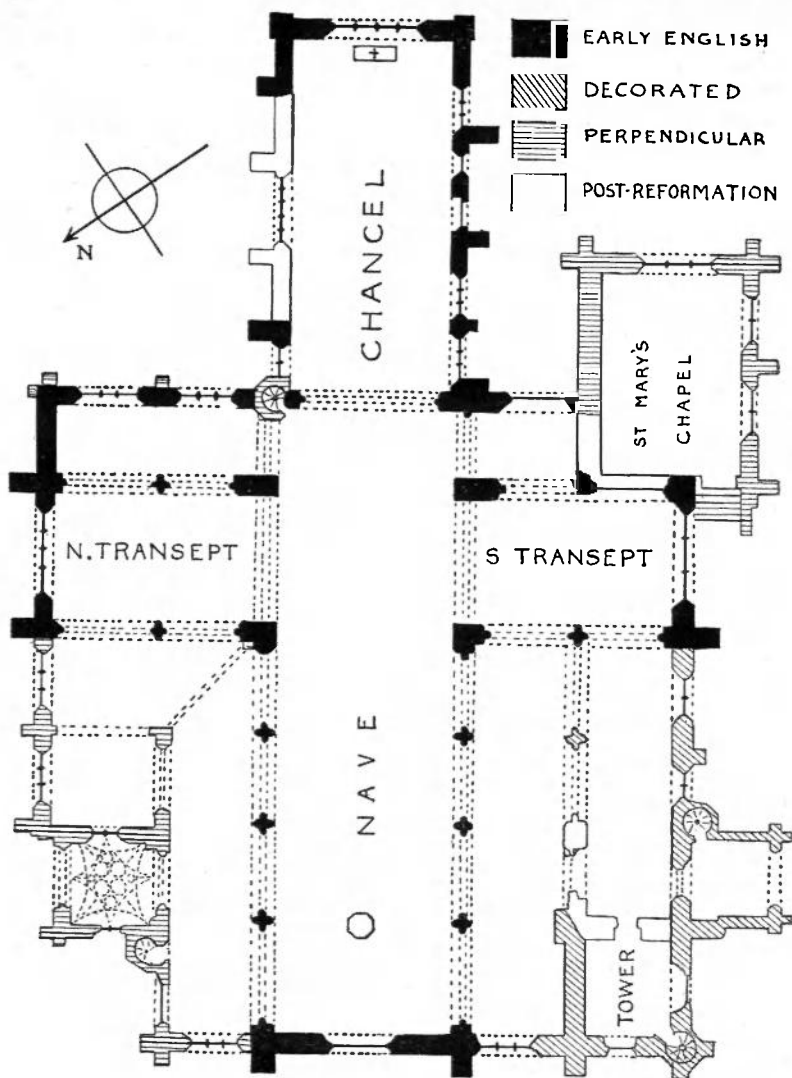 EARLY ENGLISH
DECORATED
PERPENDICULAR
POST-REFORMATION
N
CHANCEL
ST MARY'S
CHAPEL
N. TRANSEPT
S TRANSEPT
NAVE
TOWER